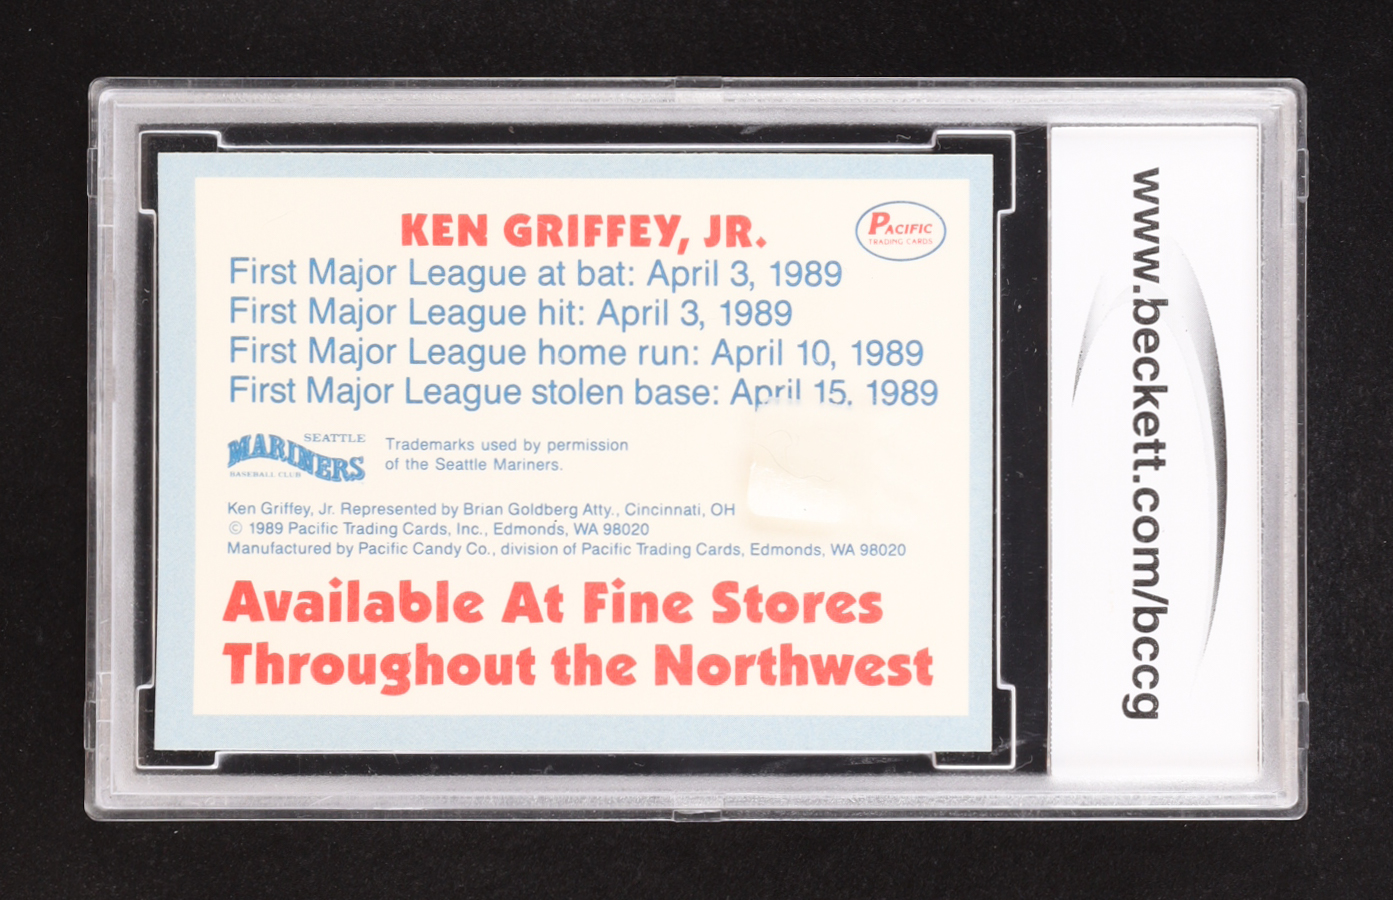 KEN GRIFFEY, JR.
PACIFIC
TRADING CARDS
First Major League at bat: April 3, 1989
First Major League hit: April 3, 1989
First Major League home run: April 10, 1989
First Major League stolen base: April 15, 1989
SEATTLE
MARINERS
BASEBALL CLUB
Trademarks used by permission
of the Seattle Mariners.
Ken Griffey, Jr. Represented by Brian Goldberg Atty., Cincinnati, OH
© 1989 Pacific Trading Cards, Inc., Edmonds, WA 98020
Manufactured by Pacific Candy Co., division of Pacific Trading Cards, Edmonds, WA 98020
Available At Fine Stores
Throughout the Northwest
www.beckett.com/bccg